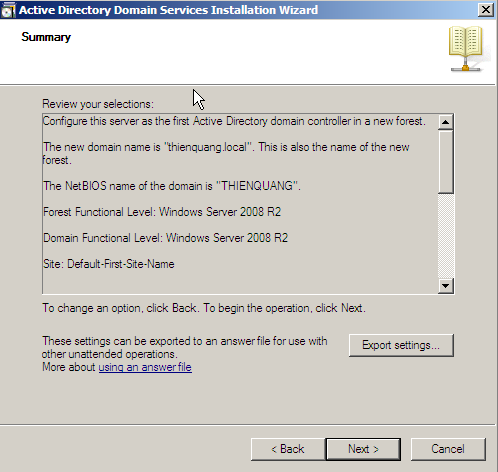 Active Directory Domain Services Installation Wizard
Summary
Review your selections:
Configure this server as the first Active Directory domain controller in a new forest.
The new domain name is "thienquang.local". This is also the name of the new
forest.
The NetBIOS name of the domain is "THIENQUANG".
Forest Functional Level: Windows Server 2008 R2
Domain Functional Level: Windows Server 2008 R2
Site: Default-First-Site-Name
To change an option, click Back. To begin the operation, click Next.
These settings can be exported to an answer file for use with
other unattended operations.
Export settings...
More about using an answer file
< Back
Next >
Cancel